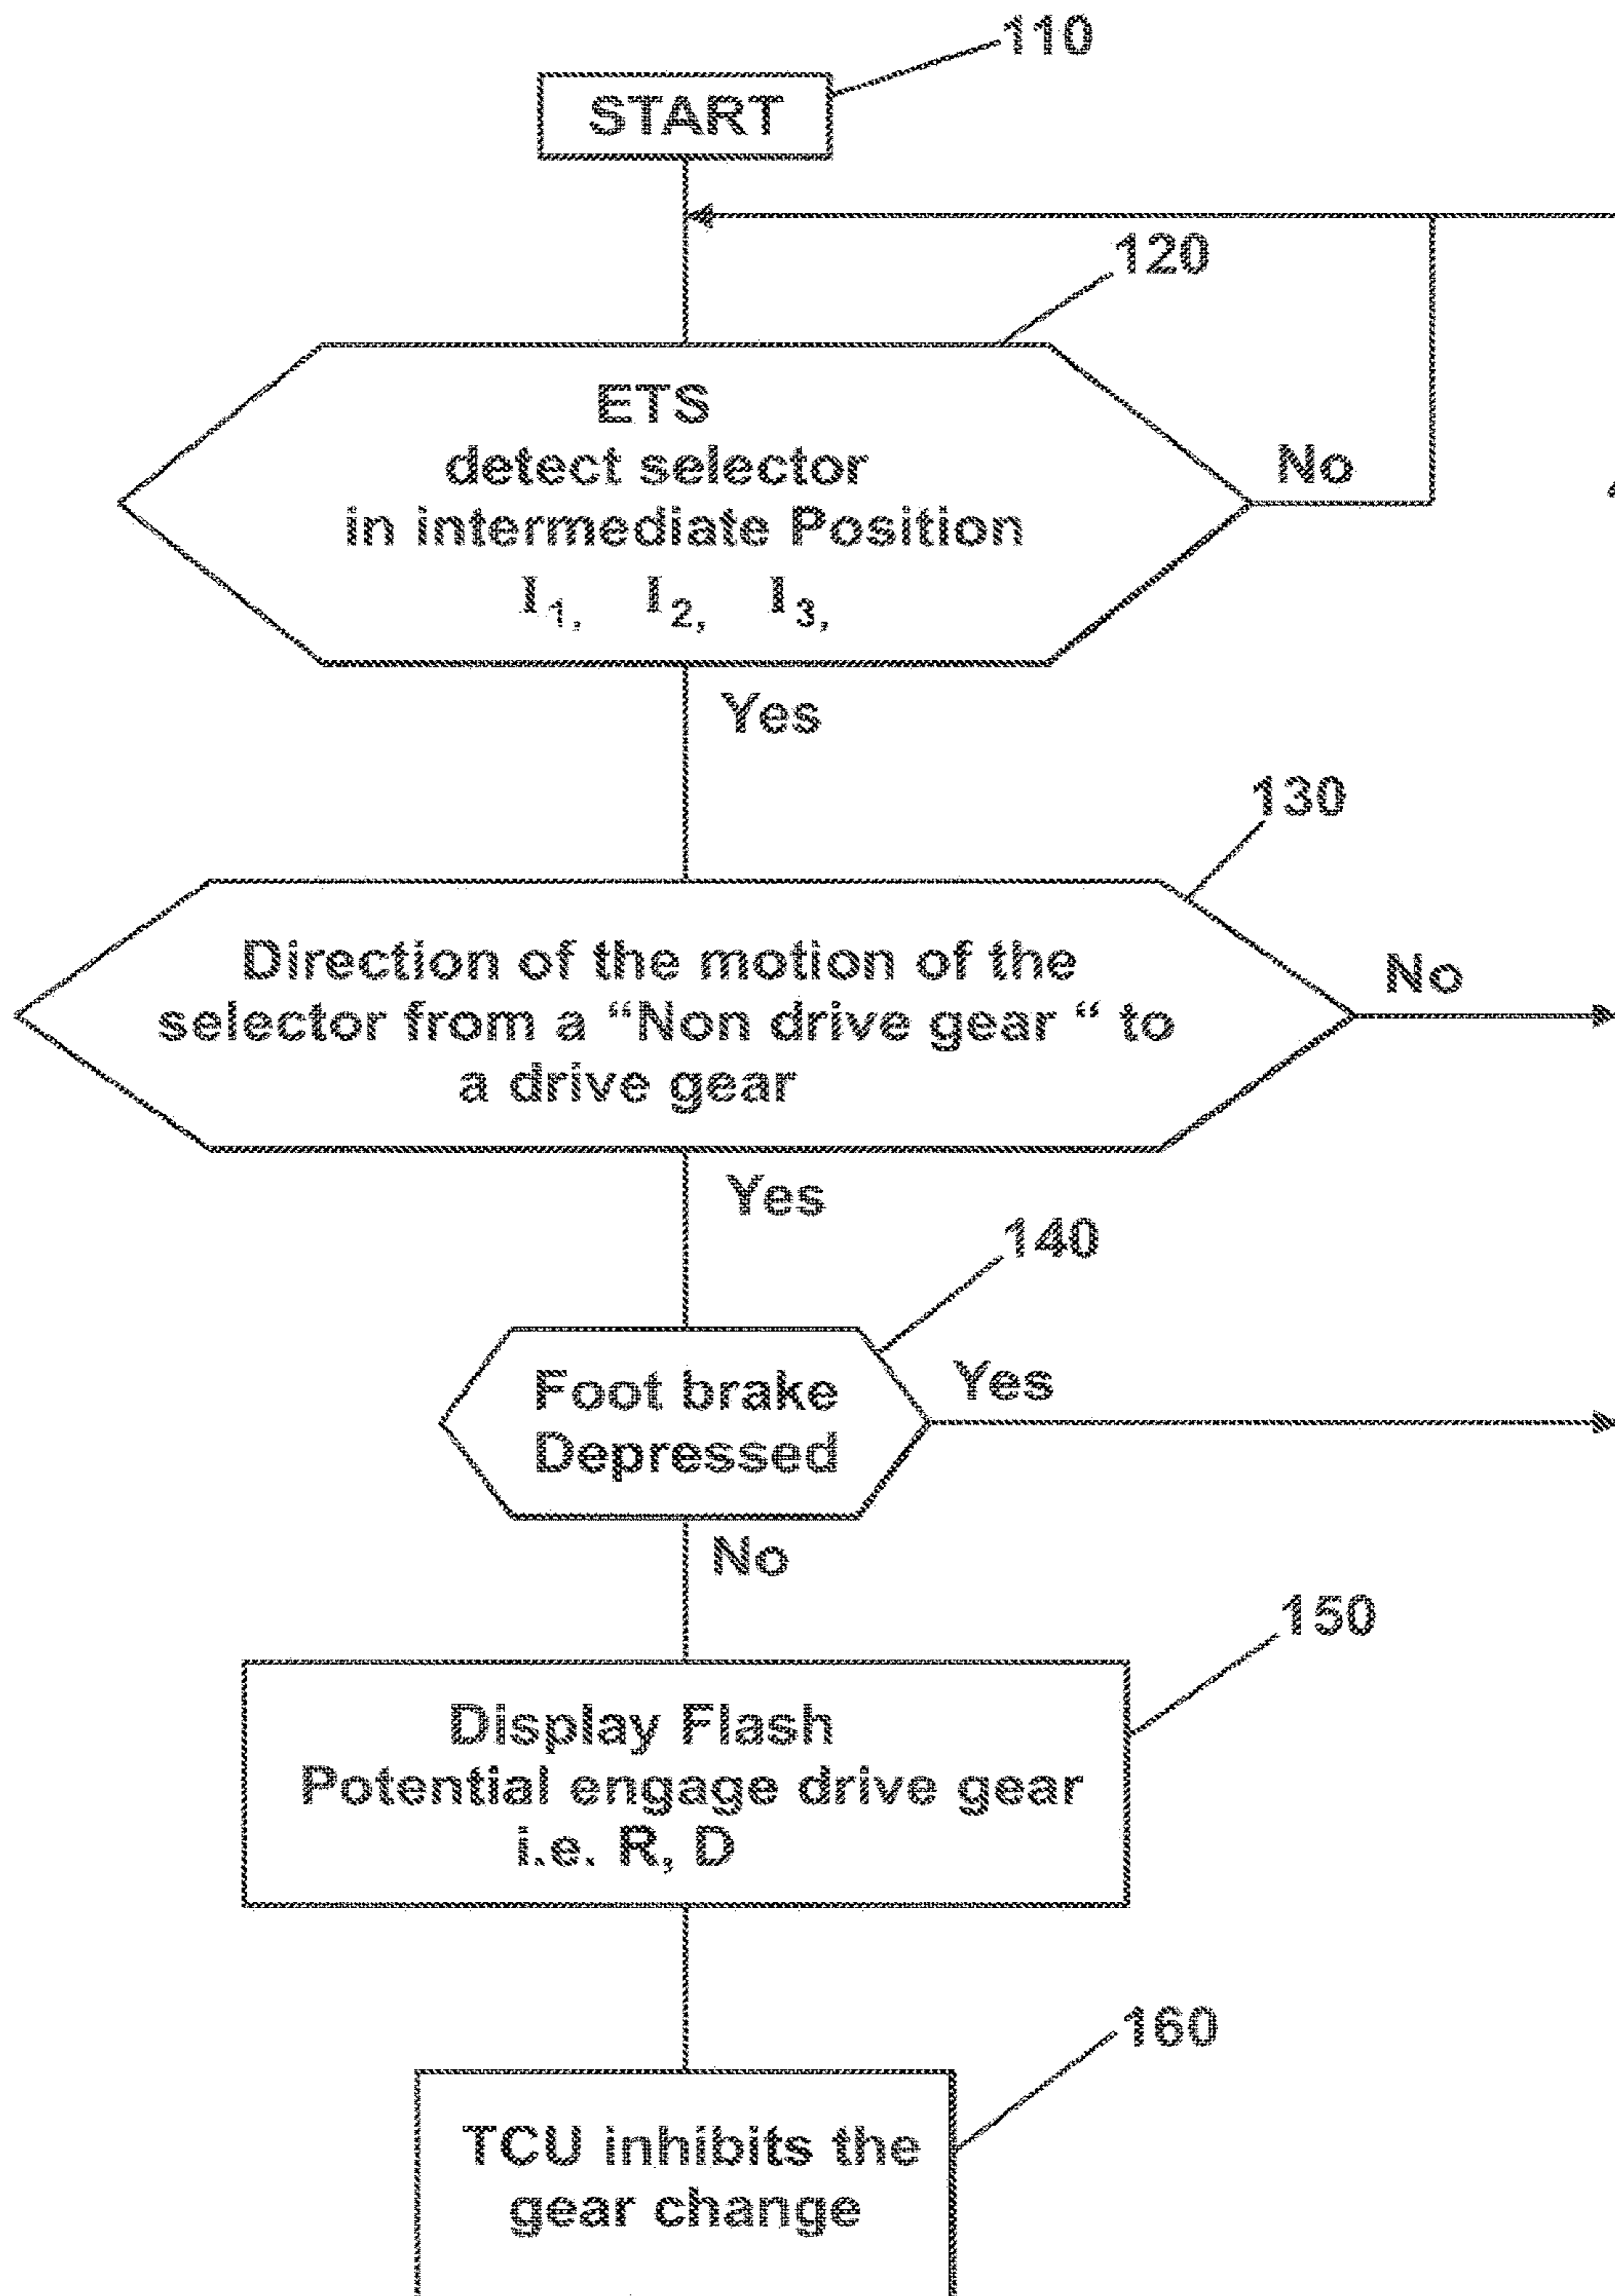 110
START
120
ETS
detect selector
in intermediate Position
I1, I2, I3,
No
Yes
130
Direction of the motion of the
selector from a “Non drive gear “ to
a drive gear
No
Yes
140
Foot brake
Depressed
Yes
No
150
Display Flash
Potential engage drive gear
i.e. R, D
160
TCU inhibits the
gear change